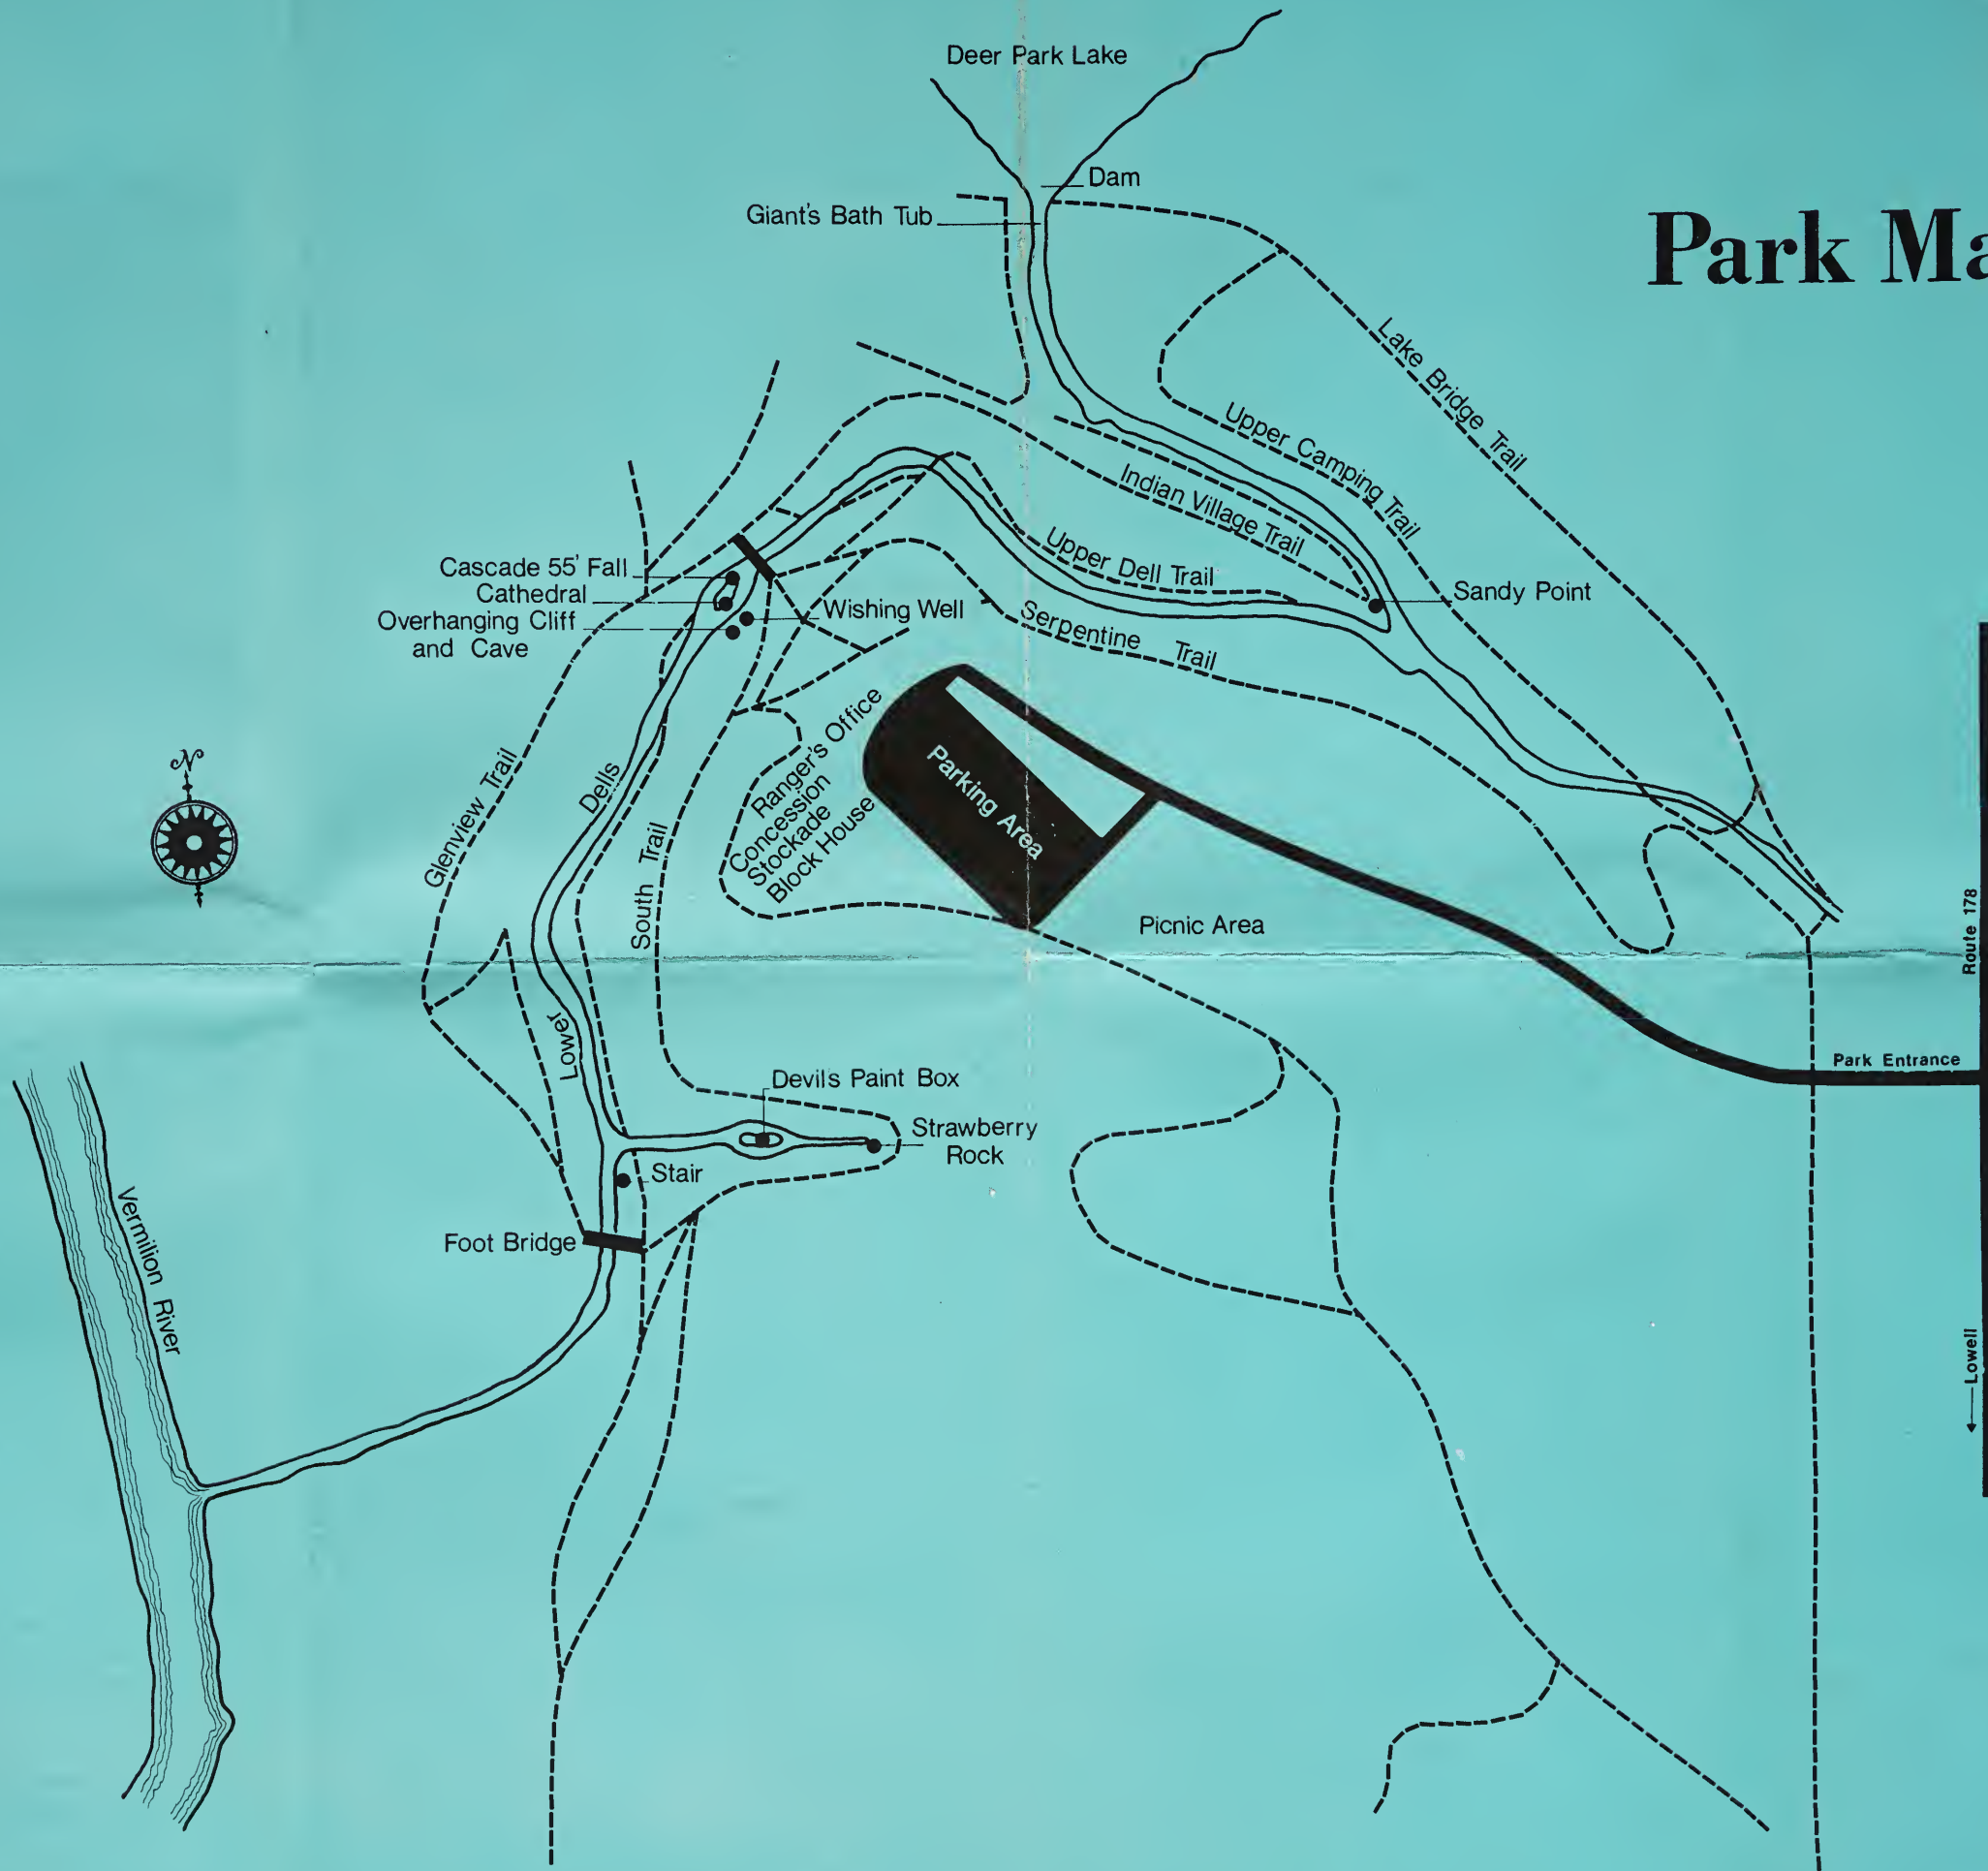 Deer Park Lake
Dam
Giant's Bath Tub
Park Ma
Lake Bridge Trail
Upper Camping Trail
Indian Village Trail
Upper Dell Trail
Cascade 55' Fall
Cathedral
Overhanging Cliff
and Cave
Wishing Well
Sandy Point
Serpentine Trail
Ranger's Office
Concession
Stockade
Block House
Parking Area
N
Glenview Trail
Dells
South Trail
Picnic Area
Route 178
Lower
Park Entrance
Devil's Paint Box
Strawberry
Rock
Stair
Vermilion River
Foot Bridge
Lowell